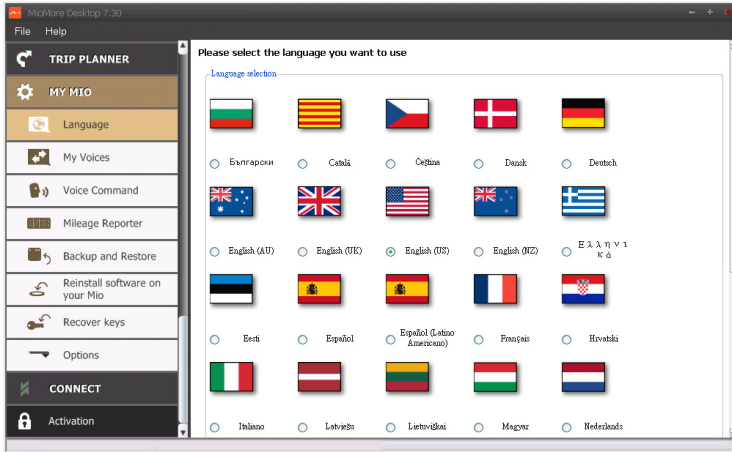 MioMore Desktop 7.30
File Help
TRIP PLANNER
MY MIO
Language
My Voices
Voice Command
Mileage Reporter
Backup and Restore
Reinstall software on
your Mio
Recover keys
Options
CONNECT
Activation
Please select the language you want to use
Language selection
Български Català Čeština Dansk Deutsch
English (AU) English (UK) English (US) English (NZ) Ελληνι
κά
Eesti Español Español (Latino
Americano) Français Hrvatski
Italiano Latviešu Lietuviškai Magyar Nederlands